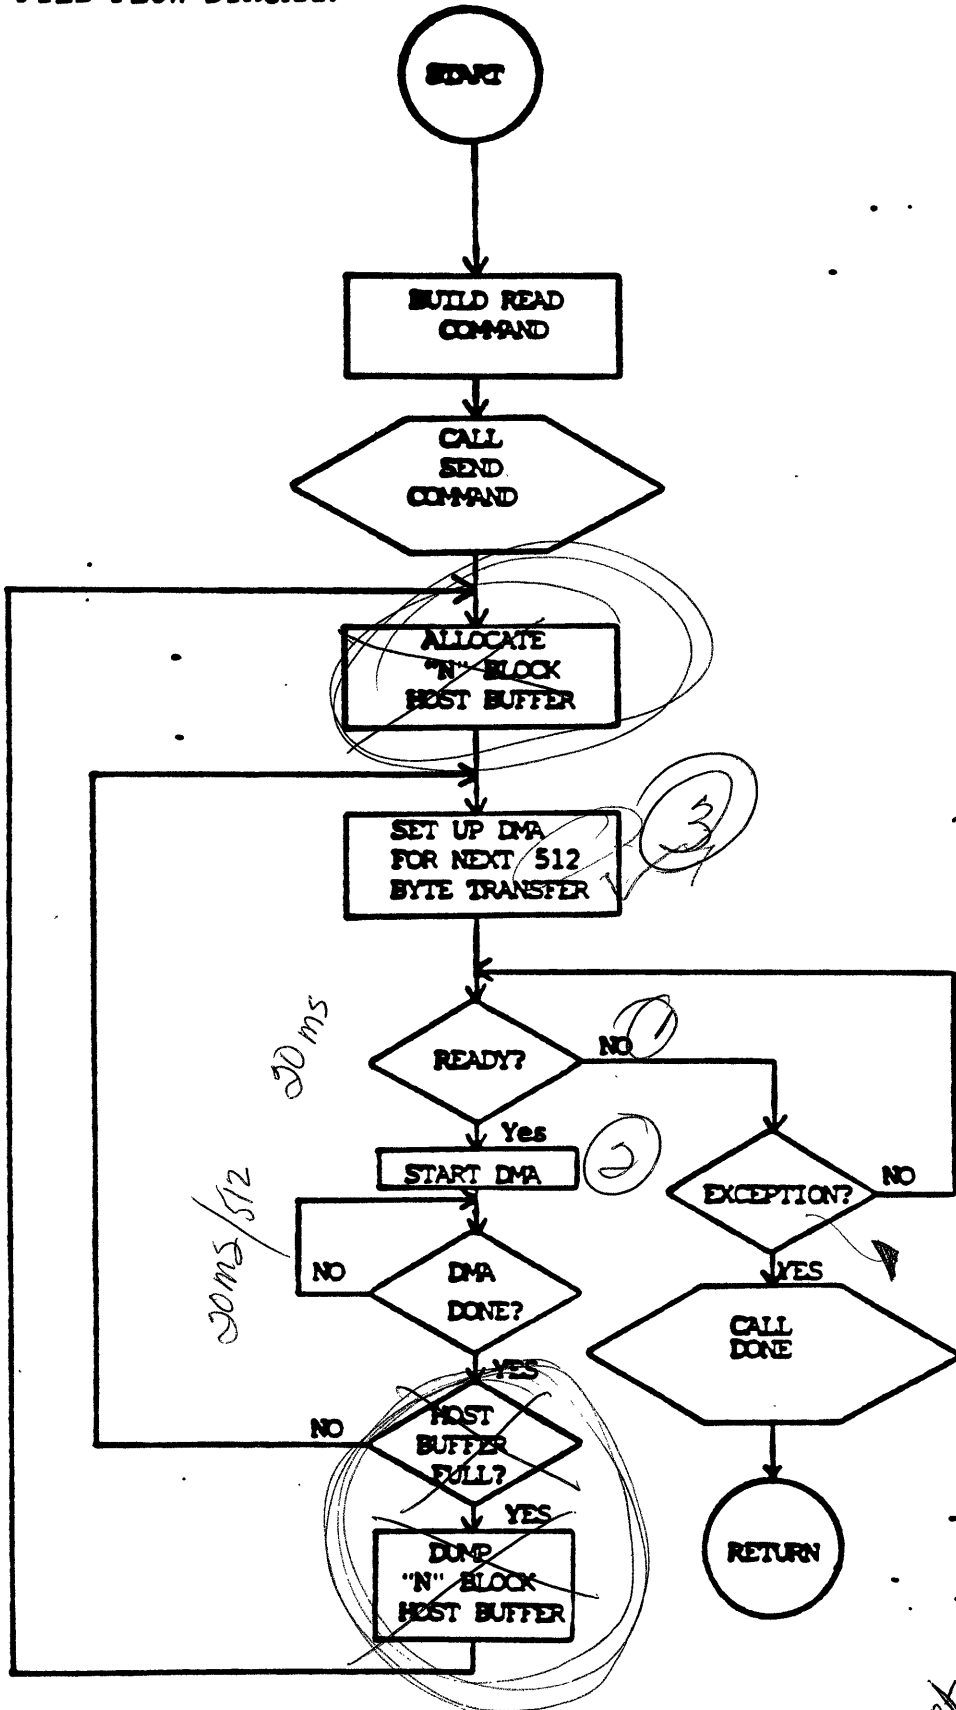 START
BUILD READ
COMMAND
CALL
SEND
COMMAND
ALLOCATE
"N" BLOCK
HOST BUFFER
SET UP DMA
FOR NEXT 512
BYTE TRANSFER
3
20 ms
READY?
NO
1
Yes
START DMA
2
EXCEPTION?
NO
20 ms/512
NO
DMA
DONE?
YES
CALL
DONE
YES
NO
HOST
BUFFER
FULL?
YES
DUMP
"N" BLOCK
HOST BUFFER
RETURN